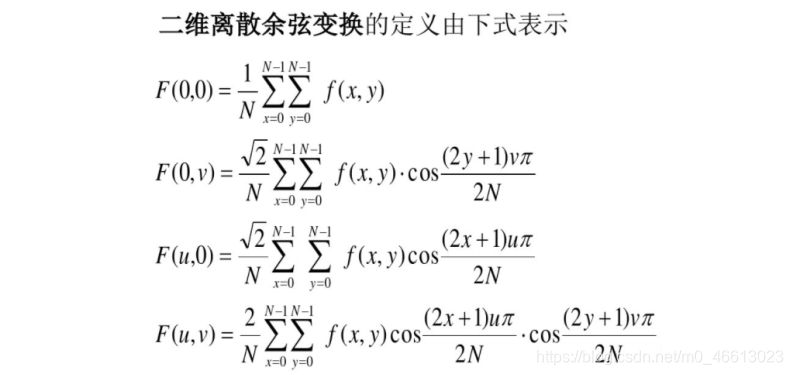 二维离散余弦变换的定义由下式表示
F(0,0) = \frac{1}{N} \sum_{x=0}^{N-1} \sum_{y=0}^{N-1} f(x, y)
F(0,v) = \frac{\sqrt{2}}{N} \sum_{x=0}^{N-1} \sum_{y=0}^{N-1} f(x, y) \cdot \cos \frac{(2y+1)v\pi}{2N}
F(u,0) = \frac{\sqrt{2}}{N} \sum_{x=0}^{N-1} \sum_{y=0}^{N-1} f(x, y) \cos \frac{(2x+1)u\pi}{2N}
F(u,v) = \frac{2}{N} \sum_{x=0}^{N-1} \sum_{y=0}^{N-1} f(x, y) \cos \frac{(2x+1)u\pi}{2N} \cdot \cos \frac{(2y+1)v\pi}{2N}
https://blog.csdn.net/m0_46613023